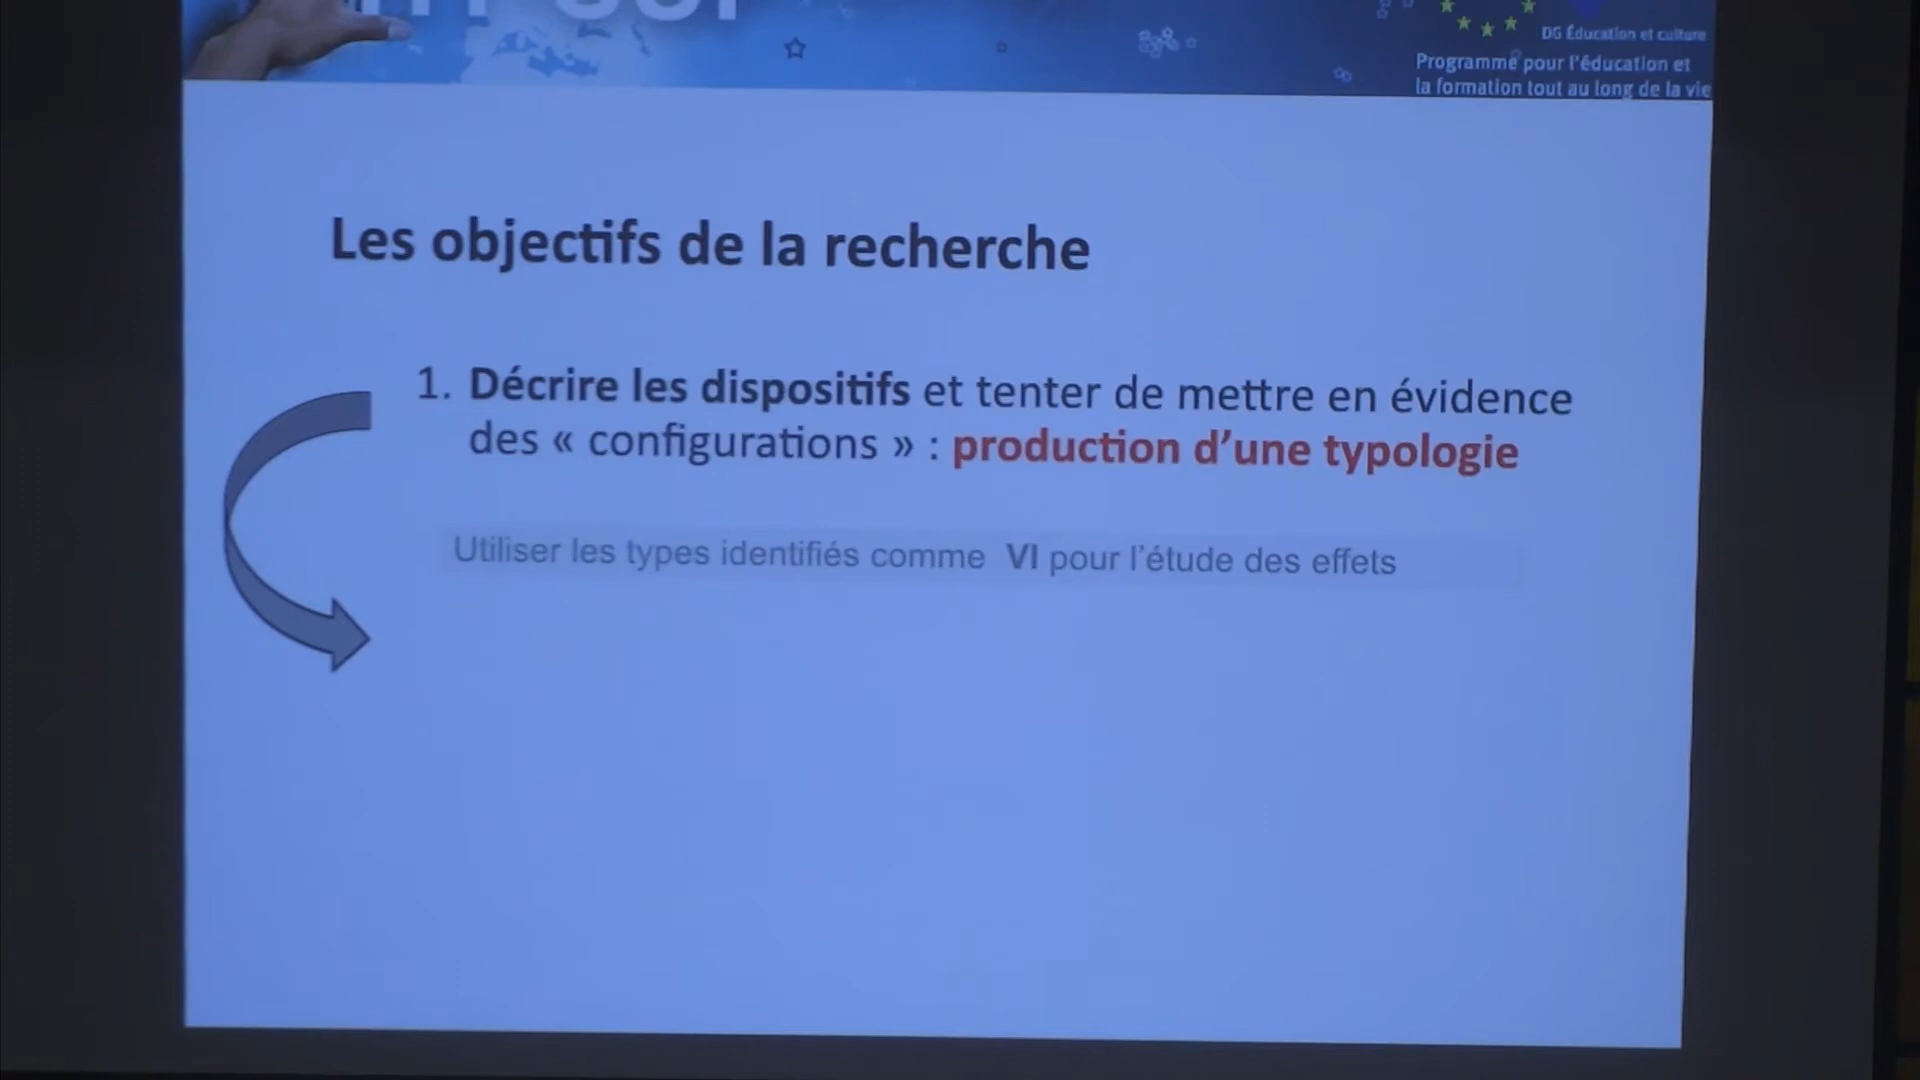 DG Éducation et culture
Programme pour l'éducation et
la formation tout au long de la vie
Les objectifs de la recherche
1. Décrire les dispositifs et tenter de mettre en évidence
des « configurations » : production d’une typologie
Utiliser les types identifiés comme VI pour l’étude des effets